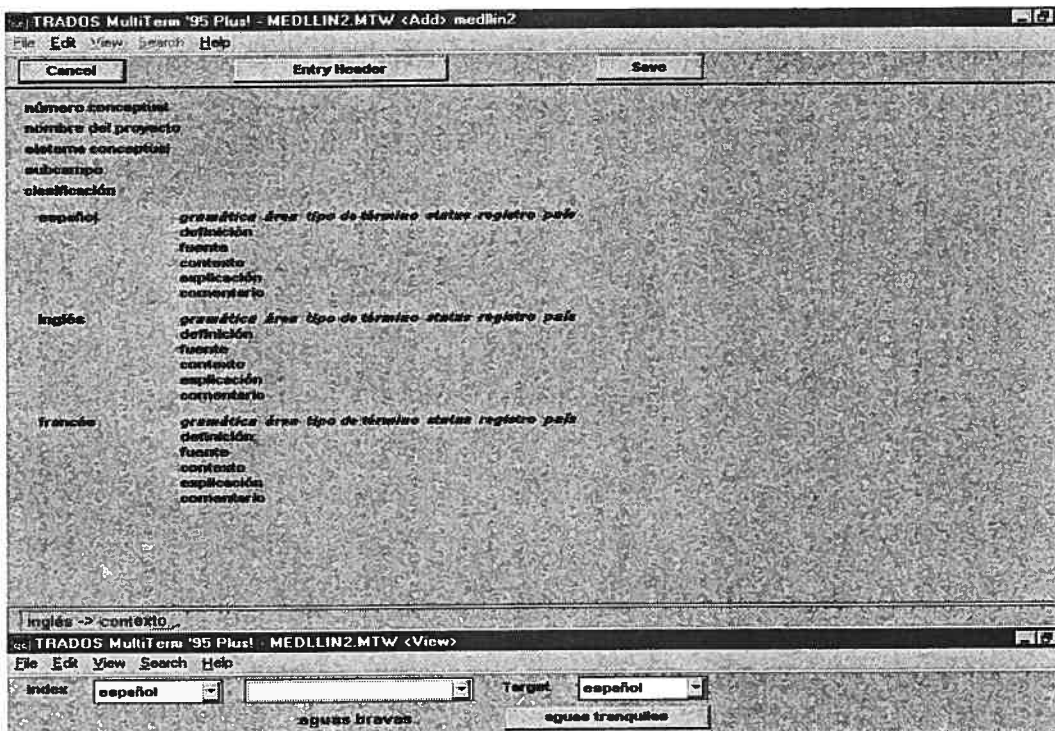 TRADOS MultiTerm '95 Plus! - MEDLLIN2.MTW <Add> medllin2
File Edit View Search Help
Cancel Entry Header Save
número conceptual
nombre del proyecto
sistema conceptual
subcampo
clasificación
español gramática área tipo de término status registro país
definición
fuente
contexto
explicación
comentario
inglés gramática área tipo de término status registro país
definición
fuente
contexto
explicación
comentario
francés gramática área tipo de término status registro país
definición
fuente
contexto
explicación
comentario
inglés -> contexto
TRADOS MultiTerm '95 Plus! - MEDLLIN2.MTW <View>
File Edit View Search Help
Index español Target español
aguas bravas aguas tranquilas